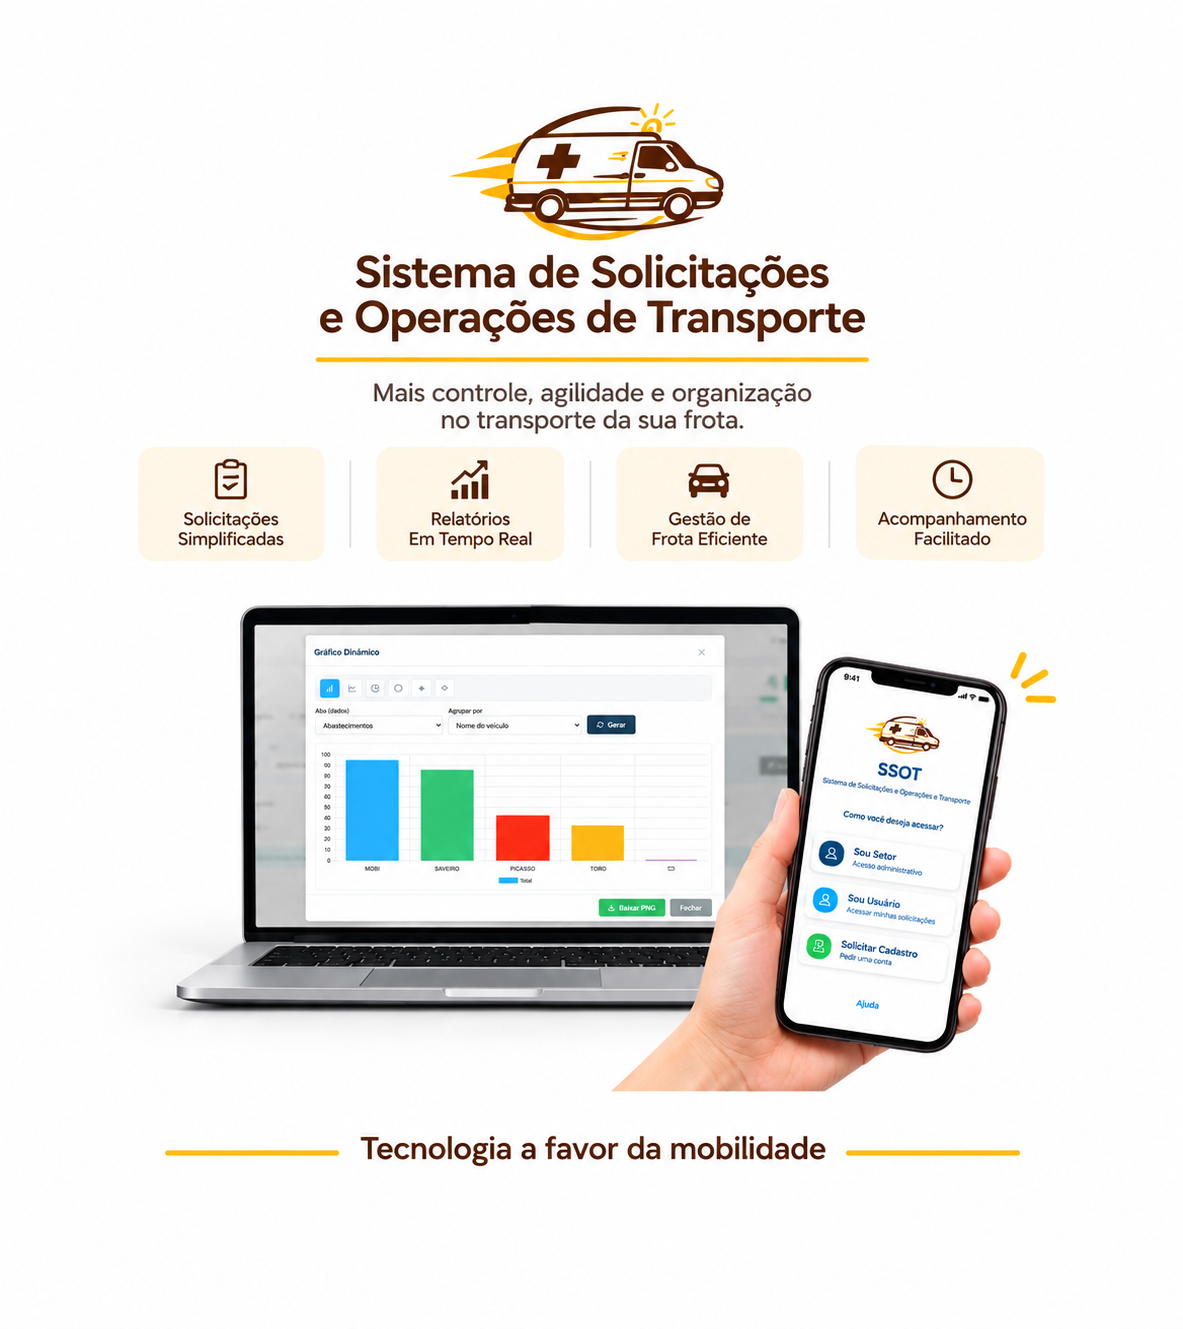 Sistema de Solicitações
e Operações de Transporte
Mais controle, agilidade e organização
no transporte da sua frota.
Solicitações
Simplificadas
Relatórios
Em Tempo Real
Gestão de
Frota Eficiente
Acompanhamento
Facilitado
Gráfico Dinâmico
Aba (dados)
Agrupar por
Abastecimentos
Nome do veículo
Gerar
100
90
80
70
60
50
40
30
20
10
0
MOBI
SAVEIRO
PICASSO
TORO
Total
Baixar PNG
Fechar
9:41
SSOT
Sistema de Solicitações e Operações e Transporte
Como você deseja acessar?
Sou Setor
Acesso administrativo
Sou Usuário
Acessar minhas solicitações
Solicitar Cadastro
Pedir uma conta
Ajuda
Tecnologia a favor da mobilidade